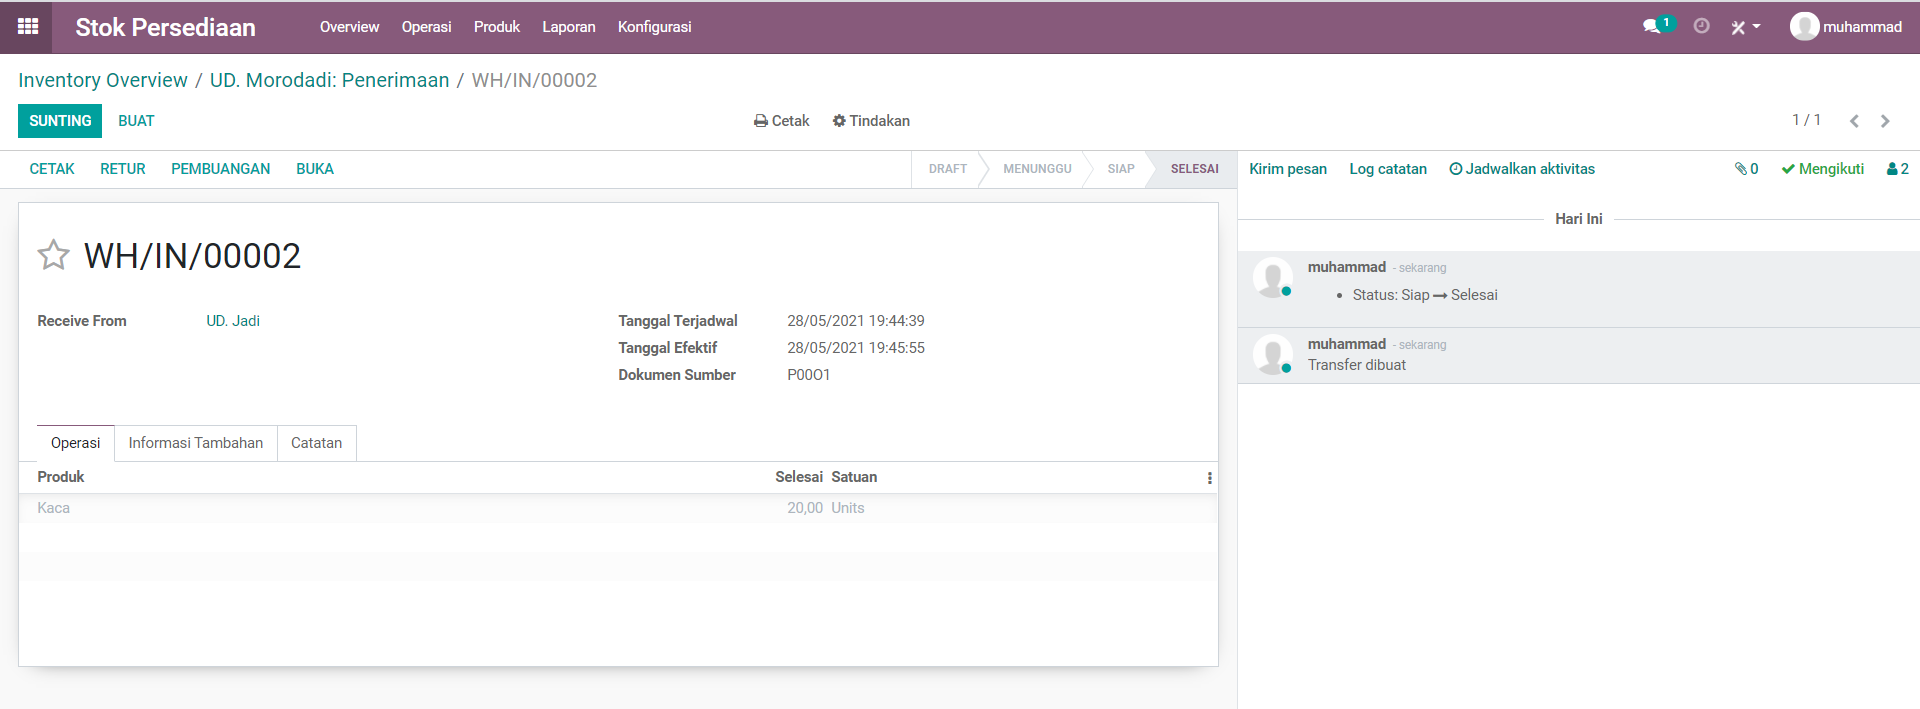 Stok Persediaan Overview Operasi Produk Laporan Konfigurasi 1 muhammad
Inventory Overview / UD. Morodadi: Penerimaan / WH/IN/00002
SUNTING BUAT Cetak Tindakan 1 / 1
CETAK RETUR PEMBUANGAN BUKA DRAFT MENUNGGU SIAP SELESAI
Kirim pesan Log catatan Jadwalkan aktivitas 0 Mengikuti 2
WH/IN/00002
Receive From UD. Jadi
Tanggal Terjadwal 28/05/2021 19:44:39
Tanggal Efektif 28/05/2021 19:45:55
Dokumen Sumber P00O1
Operasi Informasi Tambahan Catatan
Produk Selesai Satuan
Kaca 20,00 Units
Hari Ini
muhammad - sekarang
• Status: Siap → Selesai
muhammad - sekarang
Transfer dibuat